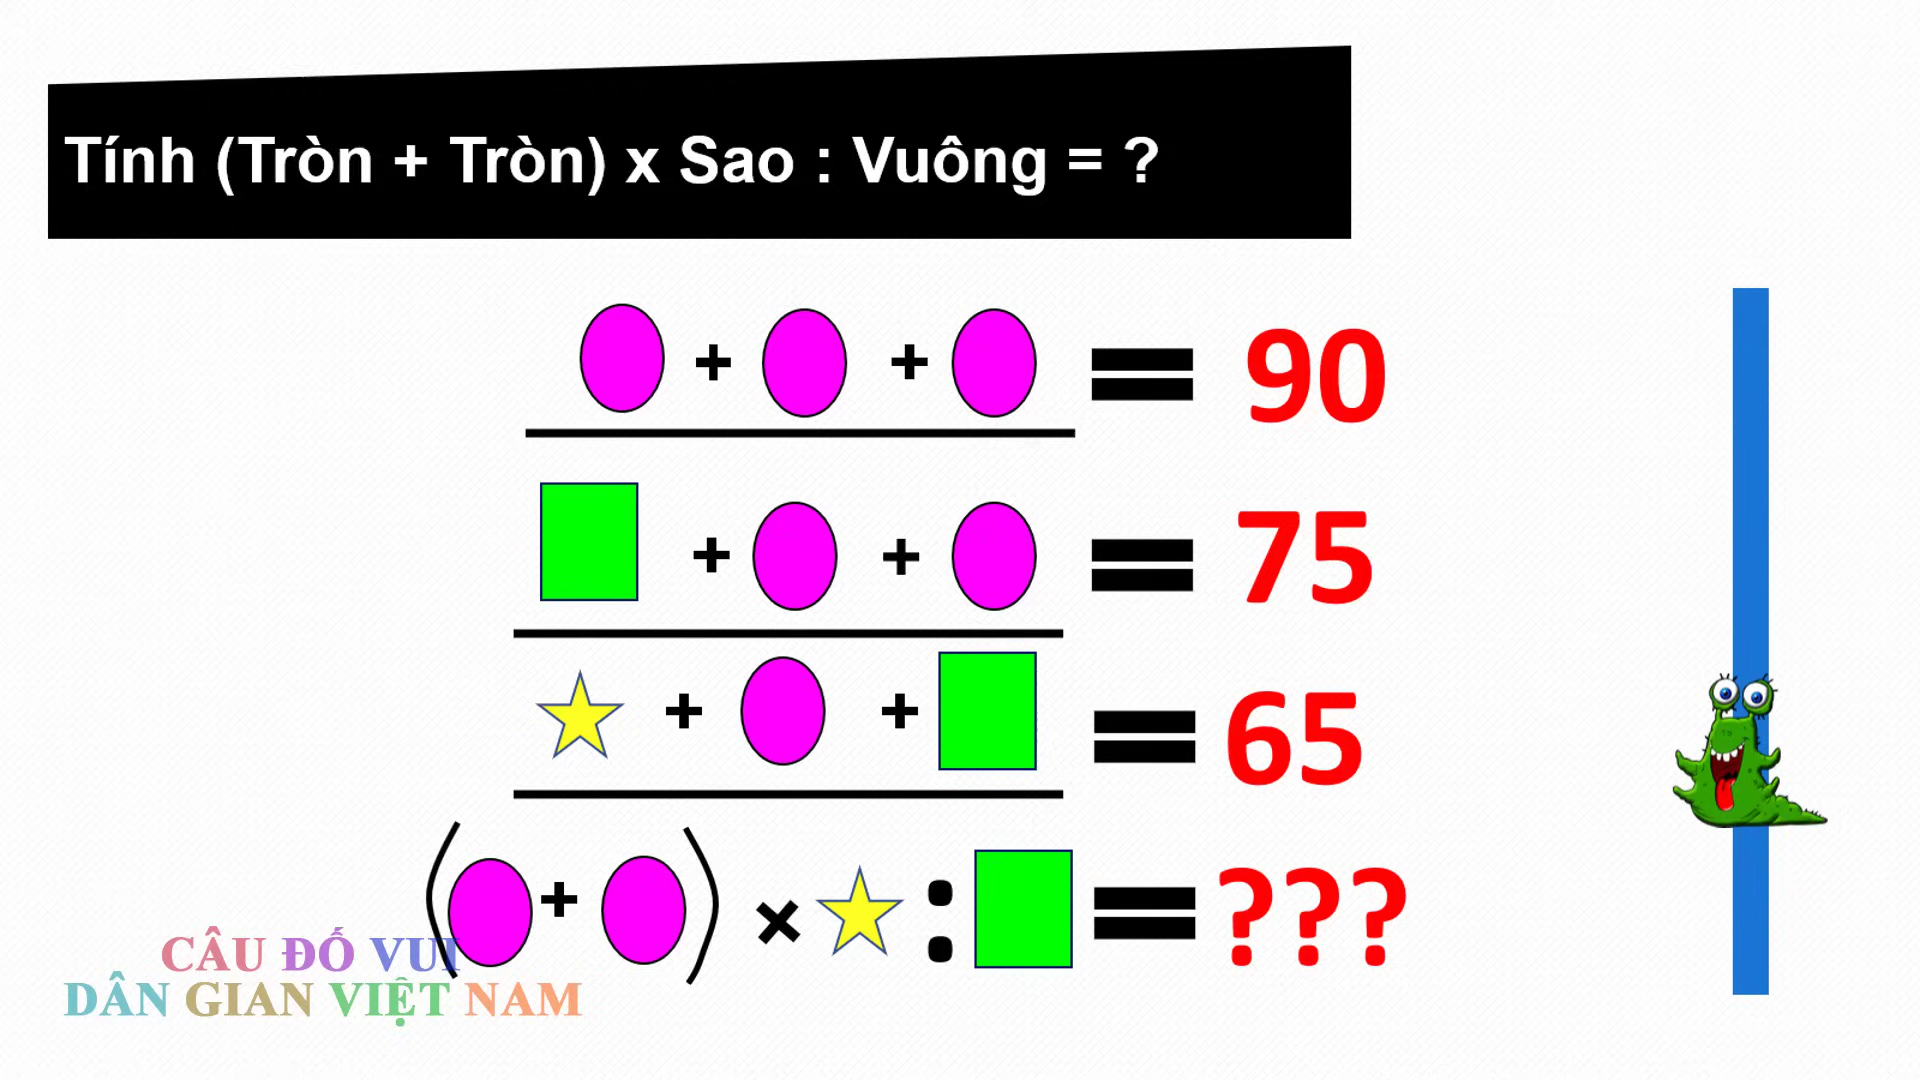 Tính (Tròn + Tròn) x Sao : Vuông = ?
+ + = 90
+ + = 75
+ + = 65
( + ) × : = ???
CÂU ĐỐ VUI
DÂN GIAN VIỆT NAM